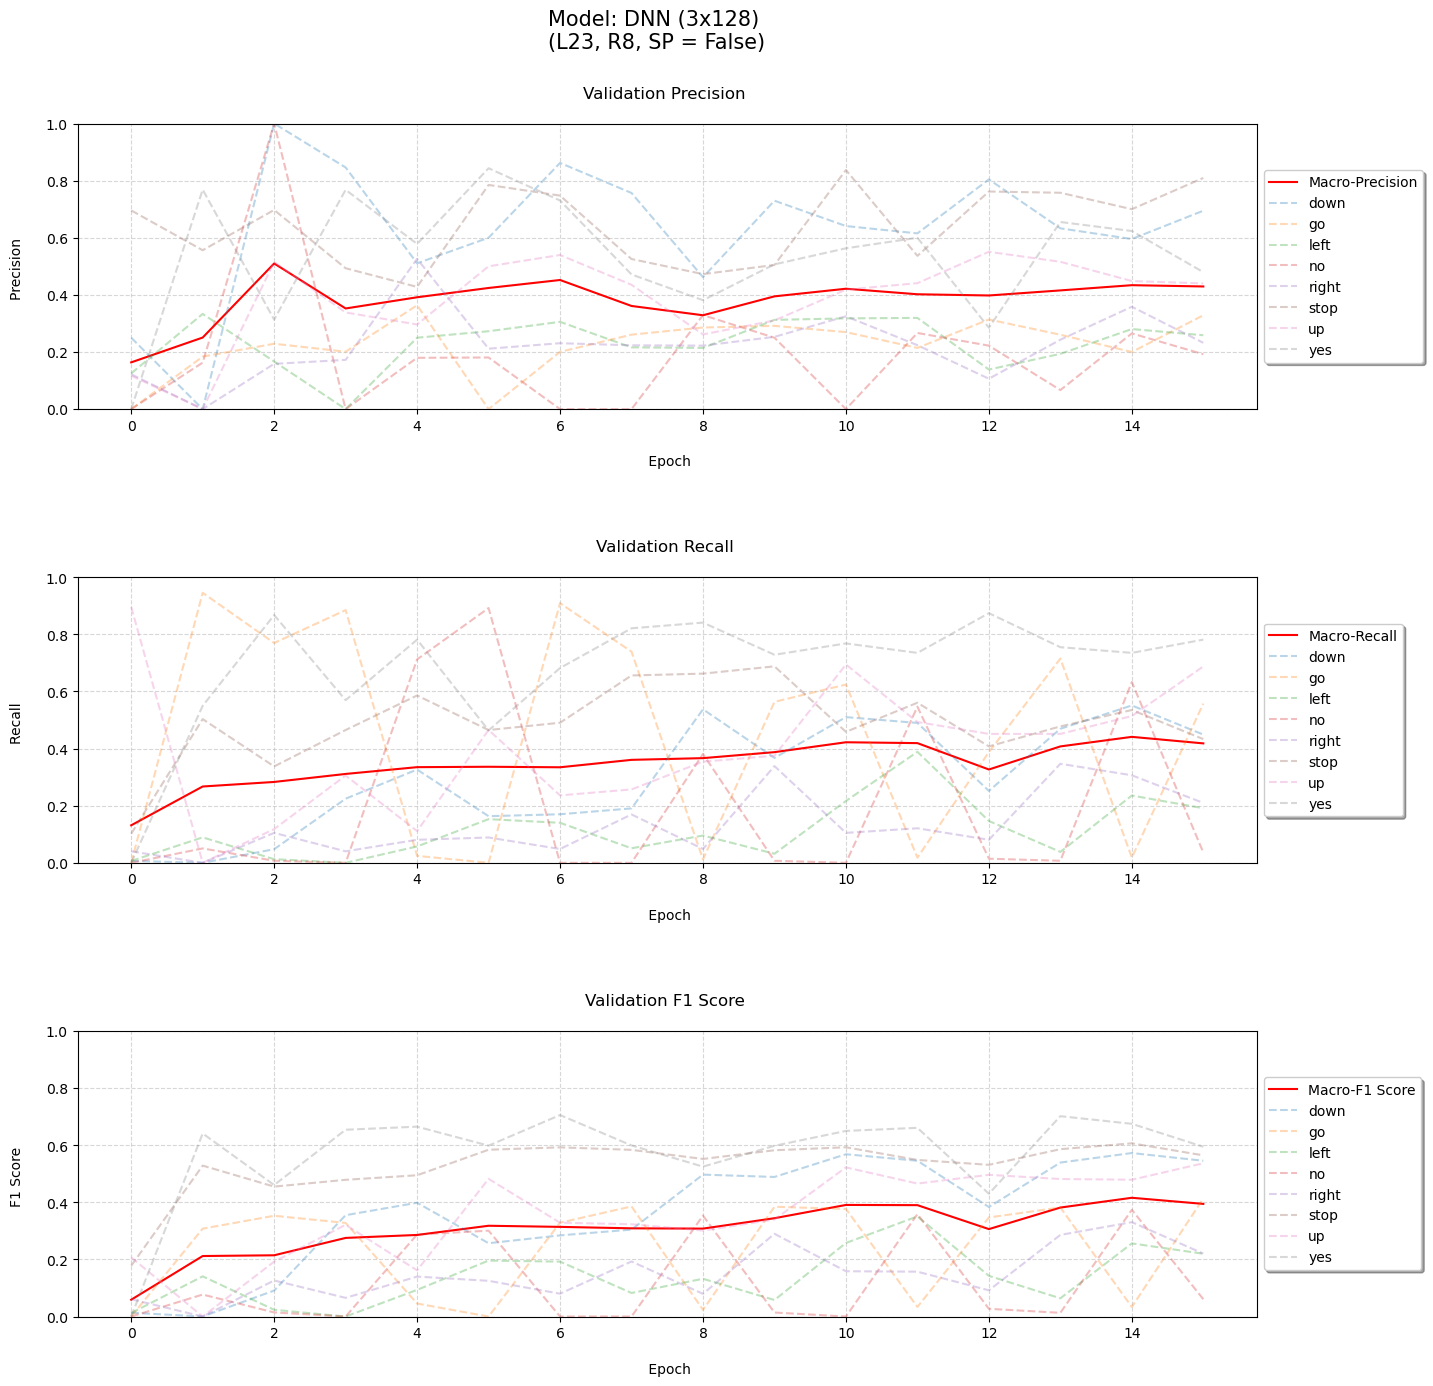 Model: DNN (3x128)
(L23, R8, SP = False)
Validation Precision
1.0
0.8
0.6
0.4
0.2
0.0
Precision
0 2 4 6 8 10 12 14
Epoch
Macro-Precision
down
go
left
no
right
stop
up
yes
Validation Recall
1.0
0.8
0.6
0.4
0.2
0.0
Recall
0 2 4 6 8 10 12 14
Epoch
Macro-Recall
down
go
left
no
right
stop
up
yes
Validation F1 Score
1.0
0.8
0.6
0.4
0.2
0.0
F1 Score
0 2 4 6 8 10 12 14
Epoch
Macro-F1 Score
down
go
left
no
right
stop
up
yes